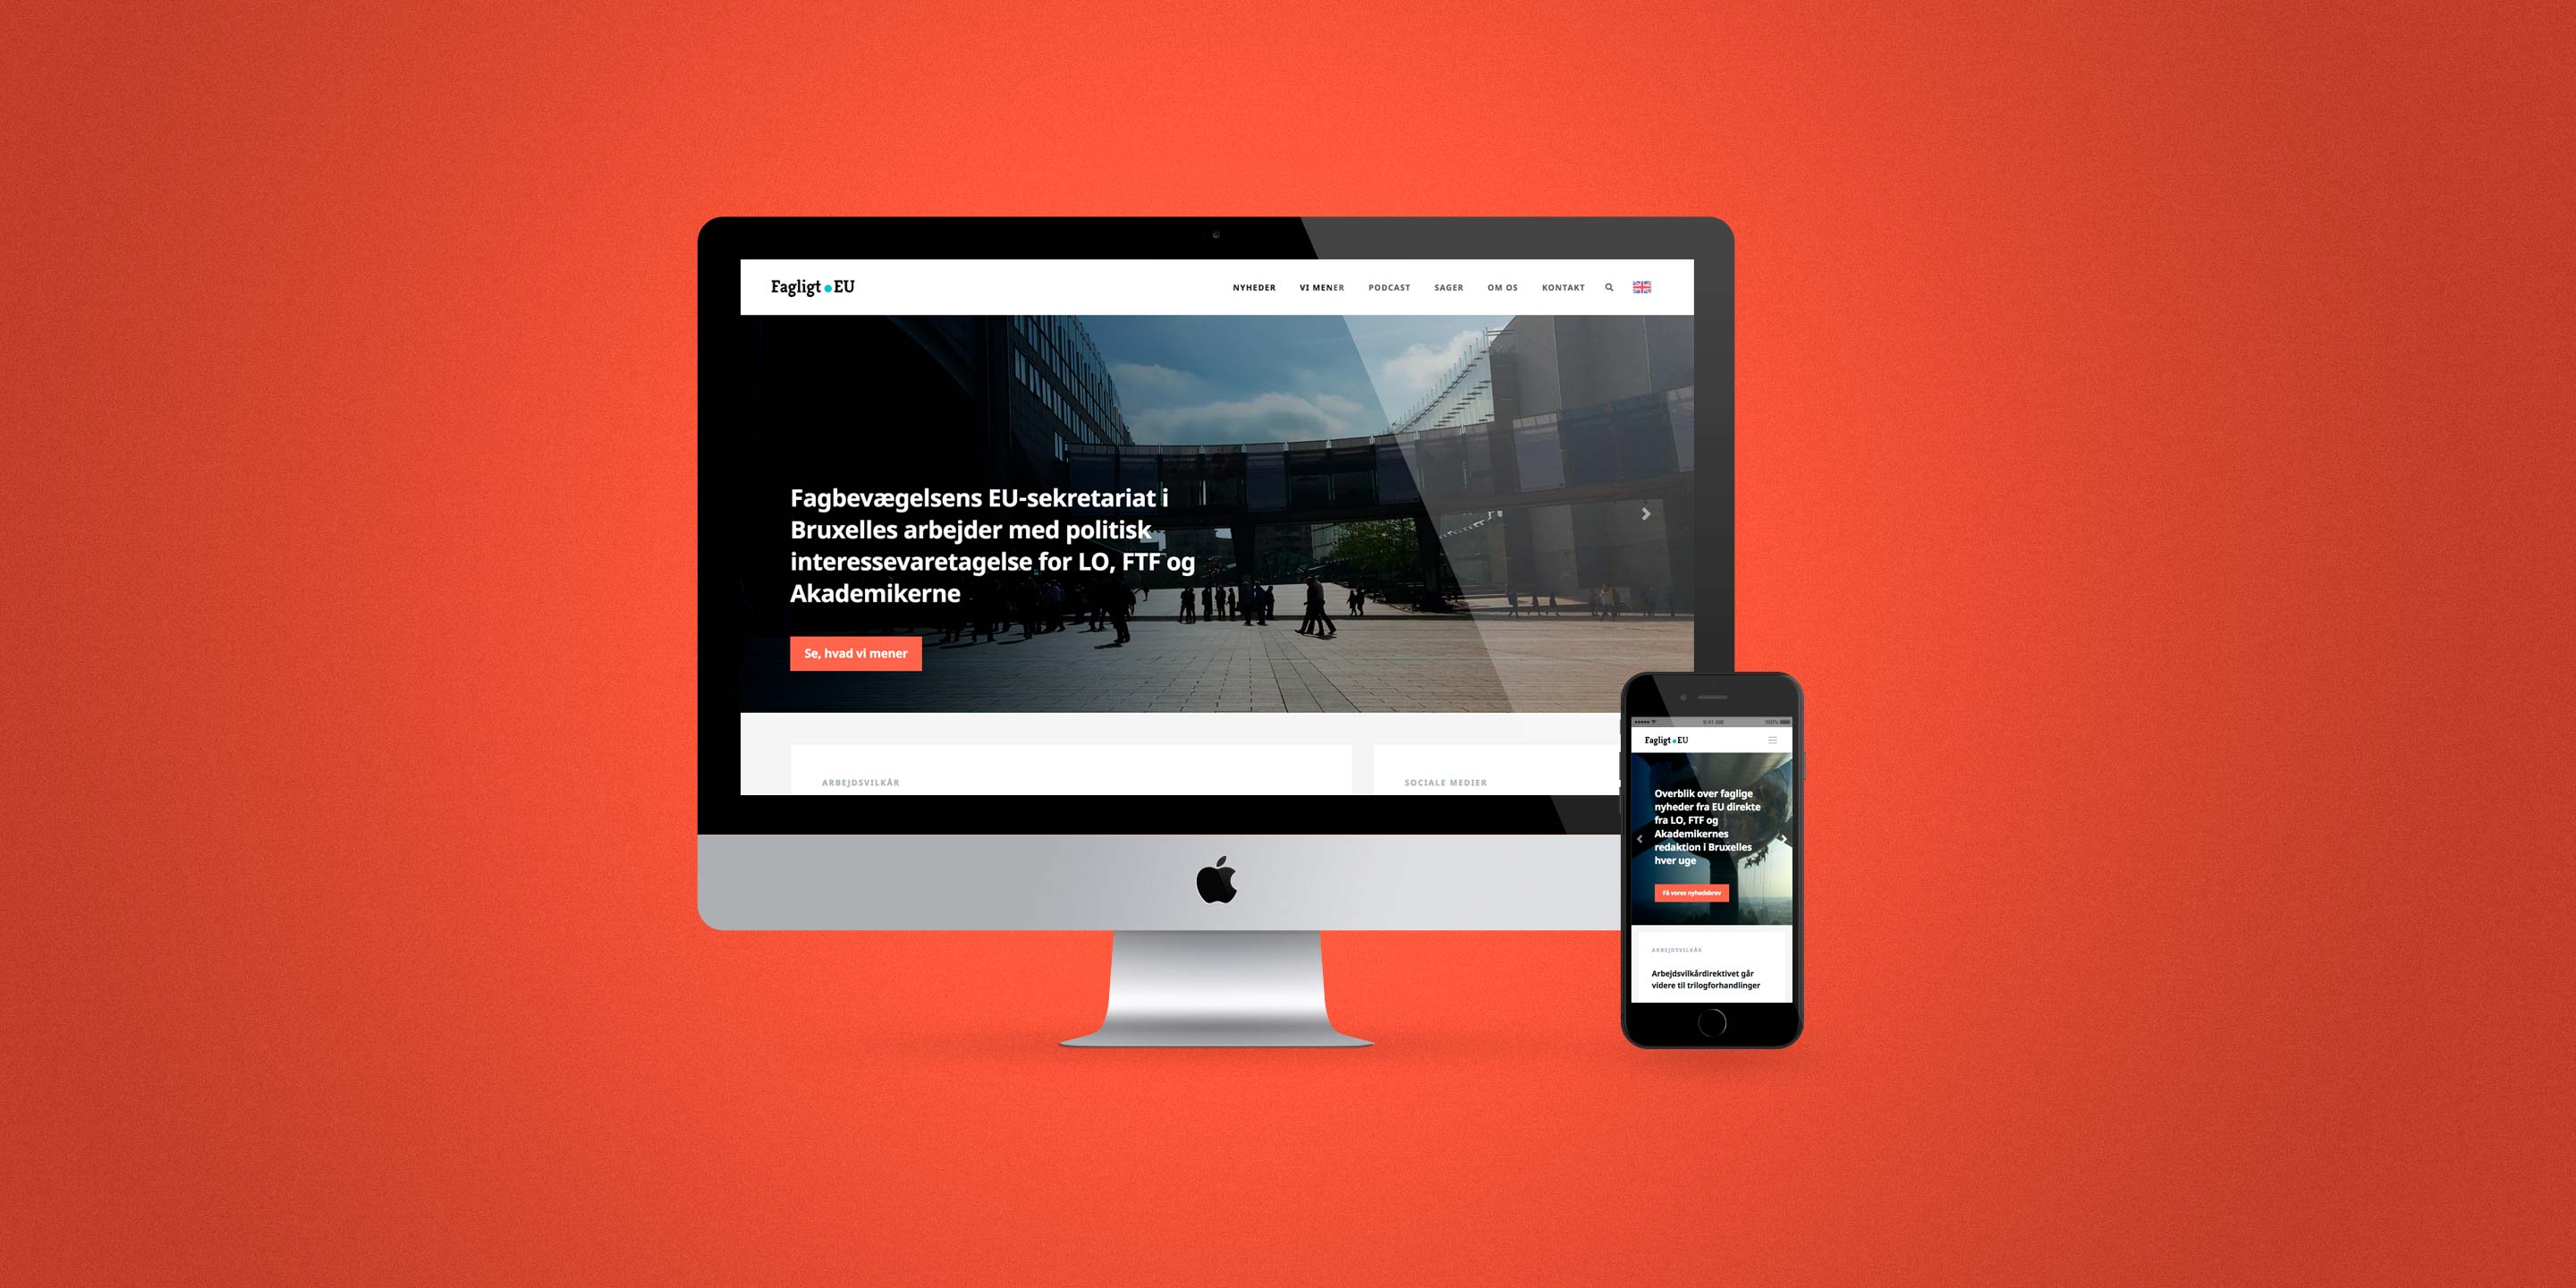 Fagligt EU
NYHEDER VI MENER PODCAST SAGER OM OS KONTAKT
Fagbevægelsens EU-sekretariat i
Bruxelles arbejder med politisk
interessevaretagelse for LO, FTF og
Akademikerne
Se, hvad vi mener
ARBEJDSVILKÅR
SOCIALE MEDIER
9:41 AM 100%
Fagligt EU
Overblik over faglige
nyheder fra EU direkte
fra LO, FTF og
Akademikernes
redaktion i Bruxelles
hver uge
Få vores nyhedsbrev
ARBEJDSVILKÅR
Arbejdsvilkårdirektivet går
videre til trilogforhandlinger